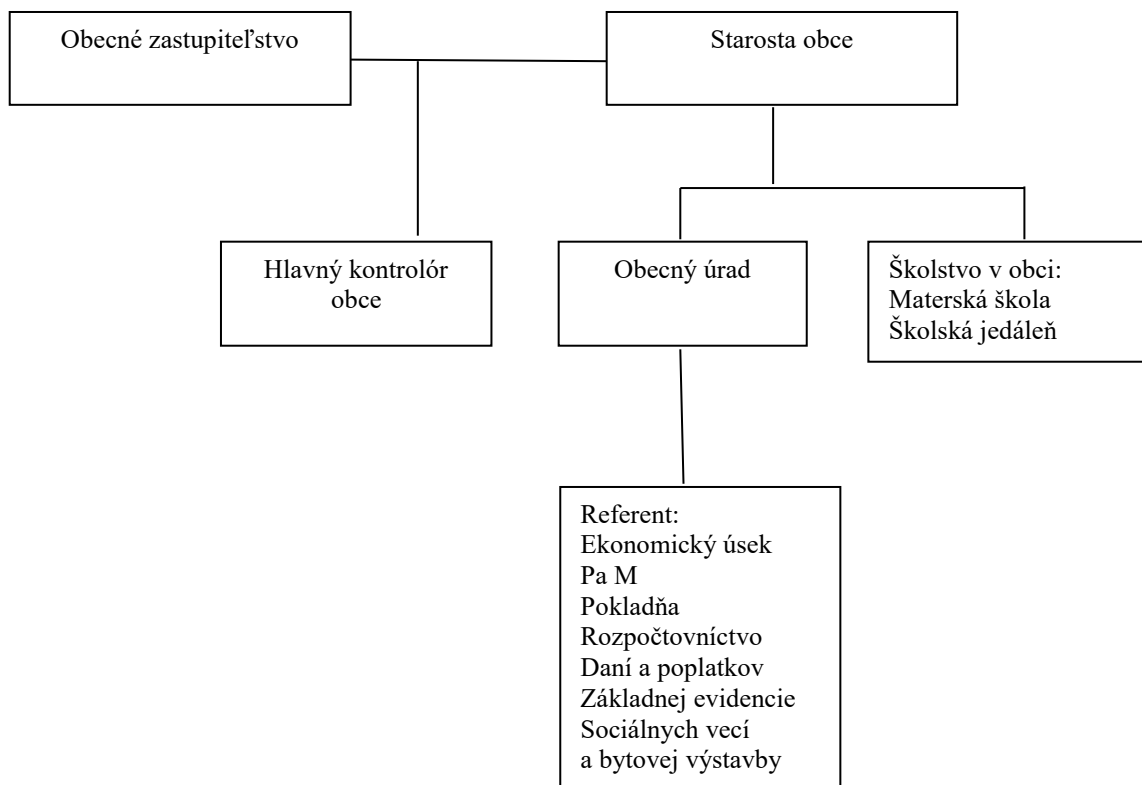 Obecné zastupiteľstvo
Starosta obce
Hlavný kontrolór
obce
Obecný úrad
Školstvo v obci:
Materská škola
Školská jedáleň
Referent:
Ekonomický úsek
Pa M
Pokladňa
Rozpočtovníctvo
Daní a poplatkov
Základnej evidencie
Sociálnych vecí
a bytovej výstavby